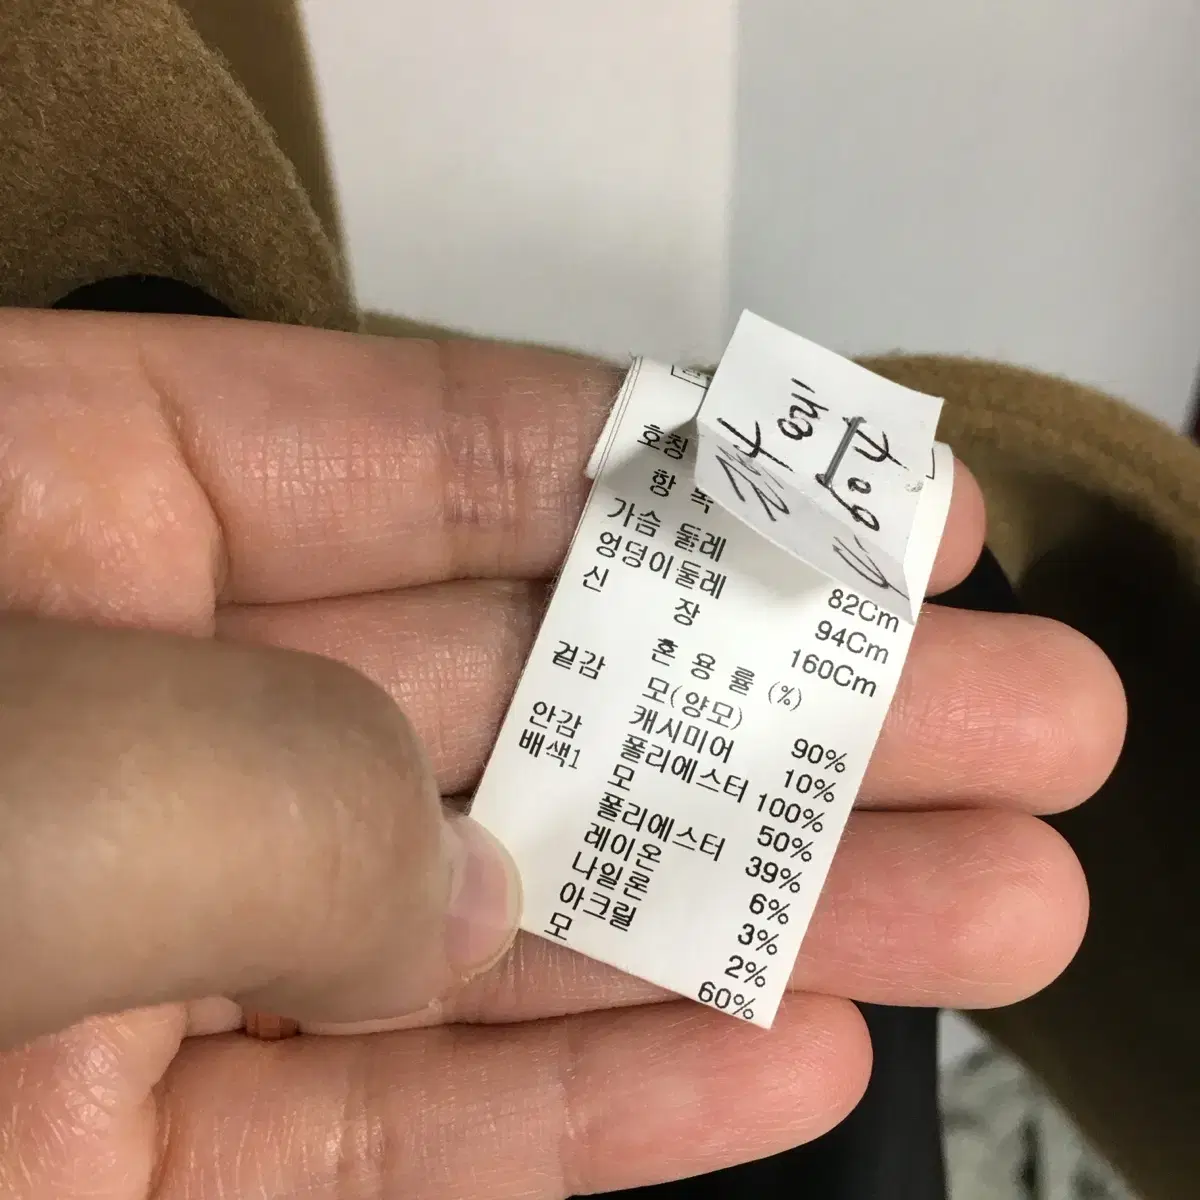 호칭
항 목
가슴 둘레 82Cm
엉덩이둘레 94Cm
신 장 160Cm
혼 용 률 (%)
겉감 모(양모) 90%
캐시미어 10%
안감 폴리에스터 100%
배색1 모 50%
폴리에스터 39%
레이온 6%
나일론 3%
아크릴 2%
모 60%